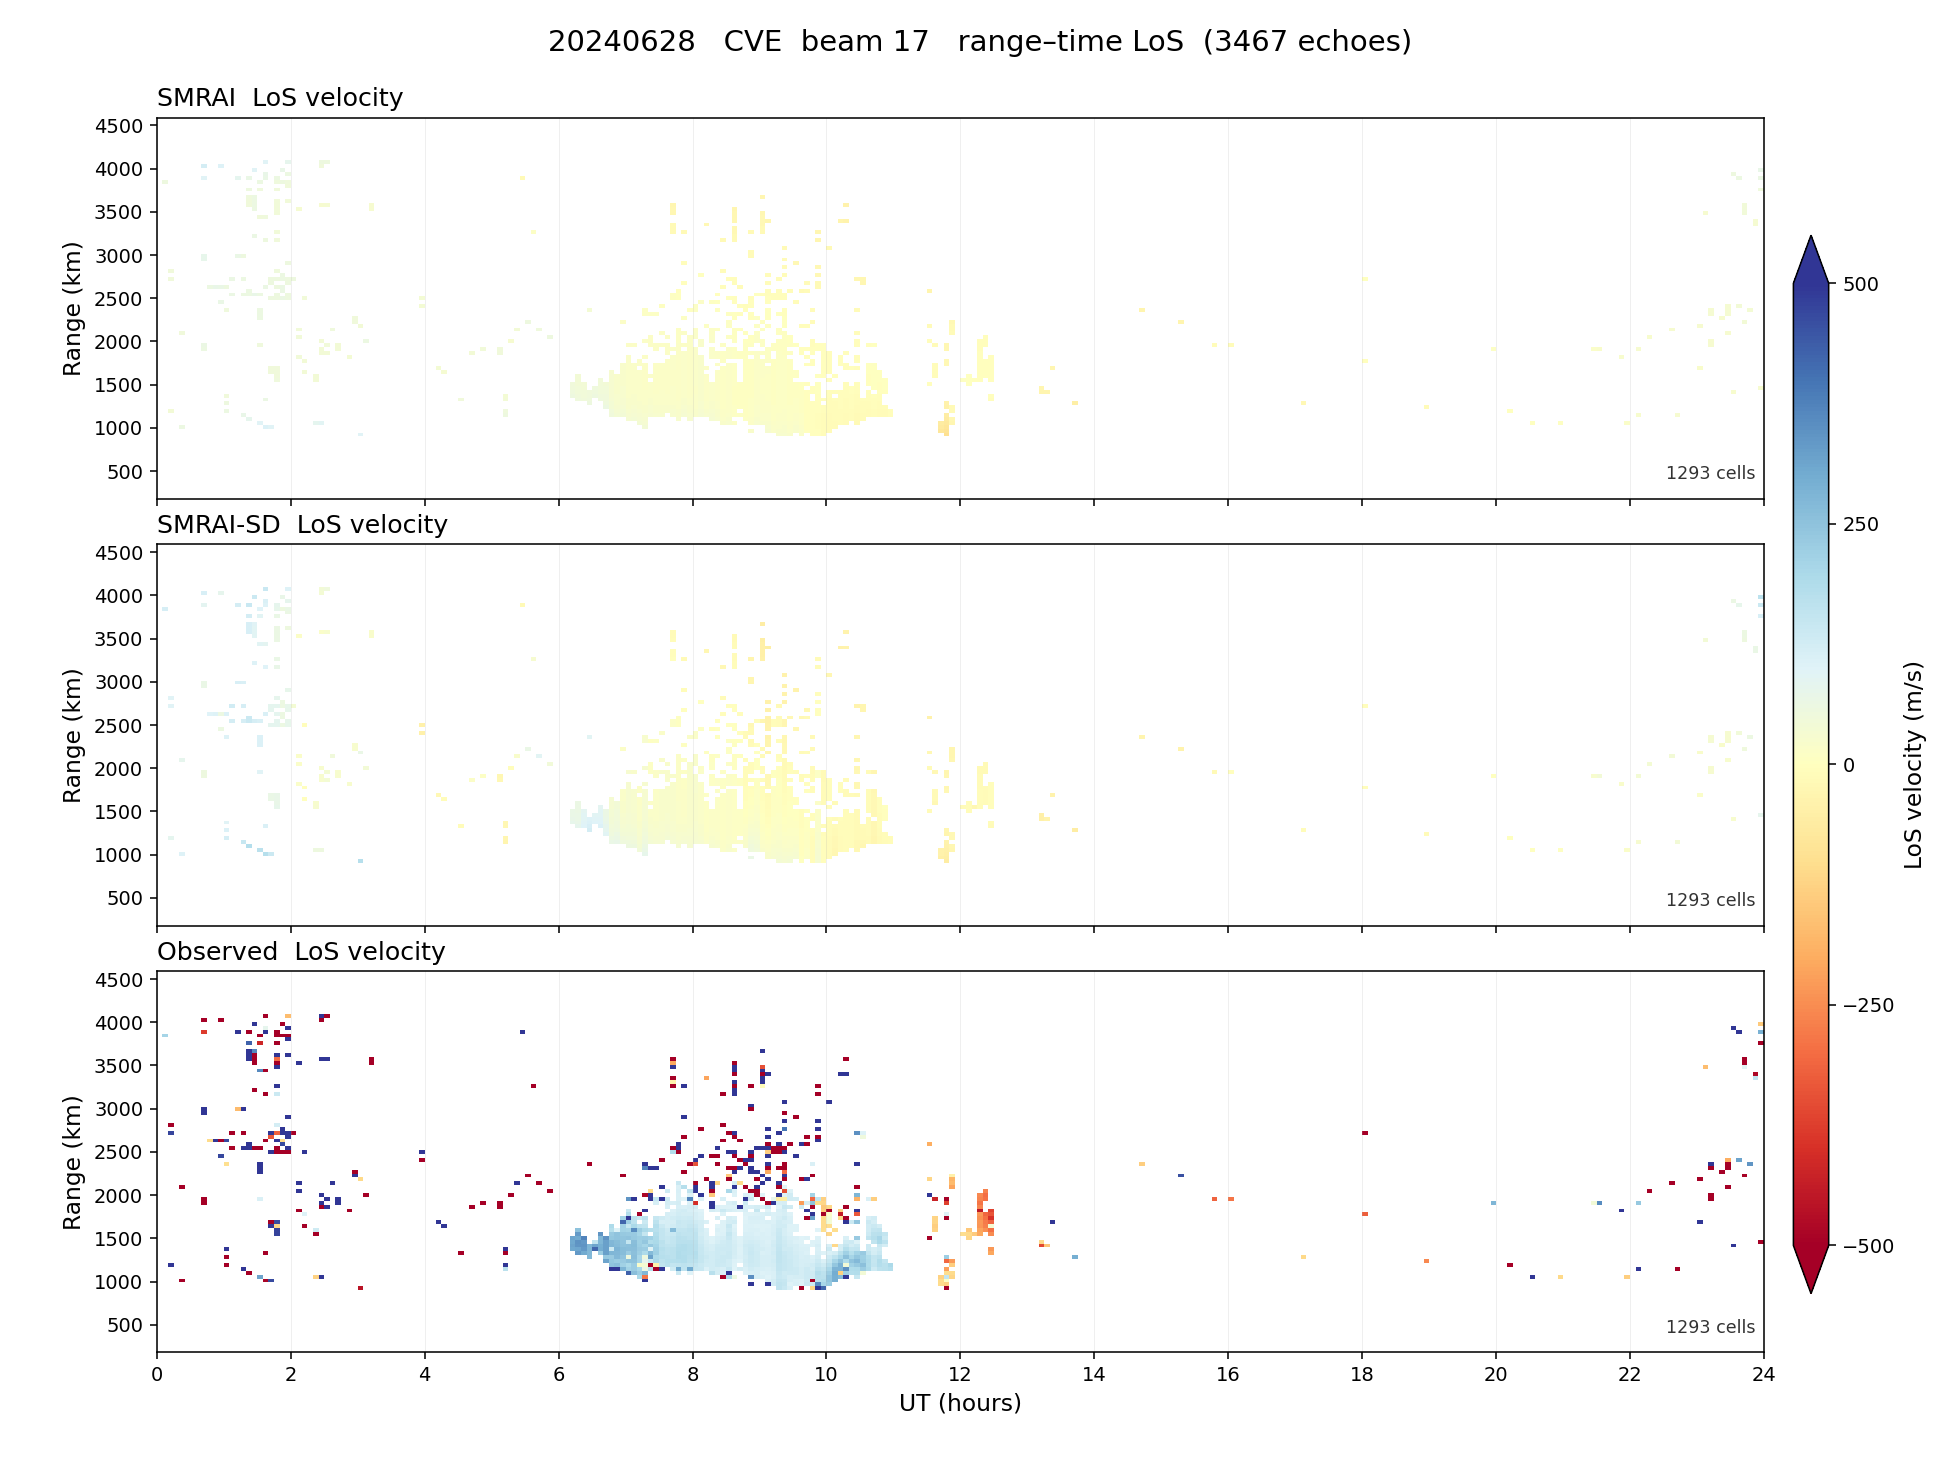 20240628   CVE  beam 17   range–time LoS  (3467 echoes)
SMRAI  LoS velocity
4500
4000
3500
3000
2500
2000
1500
1000
500
Range (km)
1293 cells
SMRAI-SD  LoS velocity
4500
4000
3500
3000
2500
2000
1500
1000
500
Range (km)
1293 cells
Observed  LoS velocity
4500
4000
3500
3000
2500
2000
1500
1000
500
Range (km)
1293 cells
0 2 4 6 8 10 12 14 16 18 20 22 24
UT (hours)
500
250
0
−250
−500
LoS velocity (m/s)